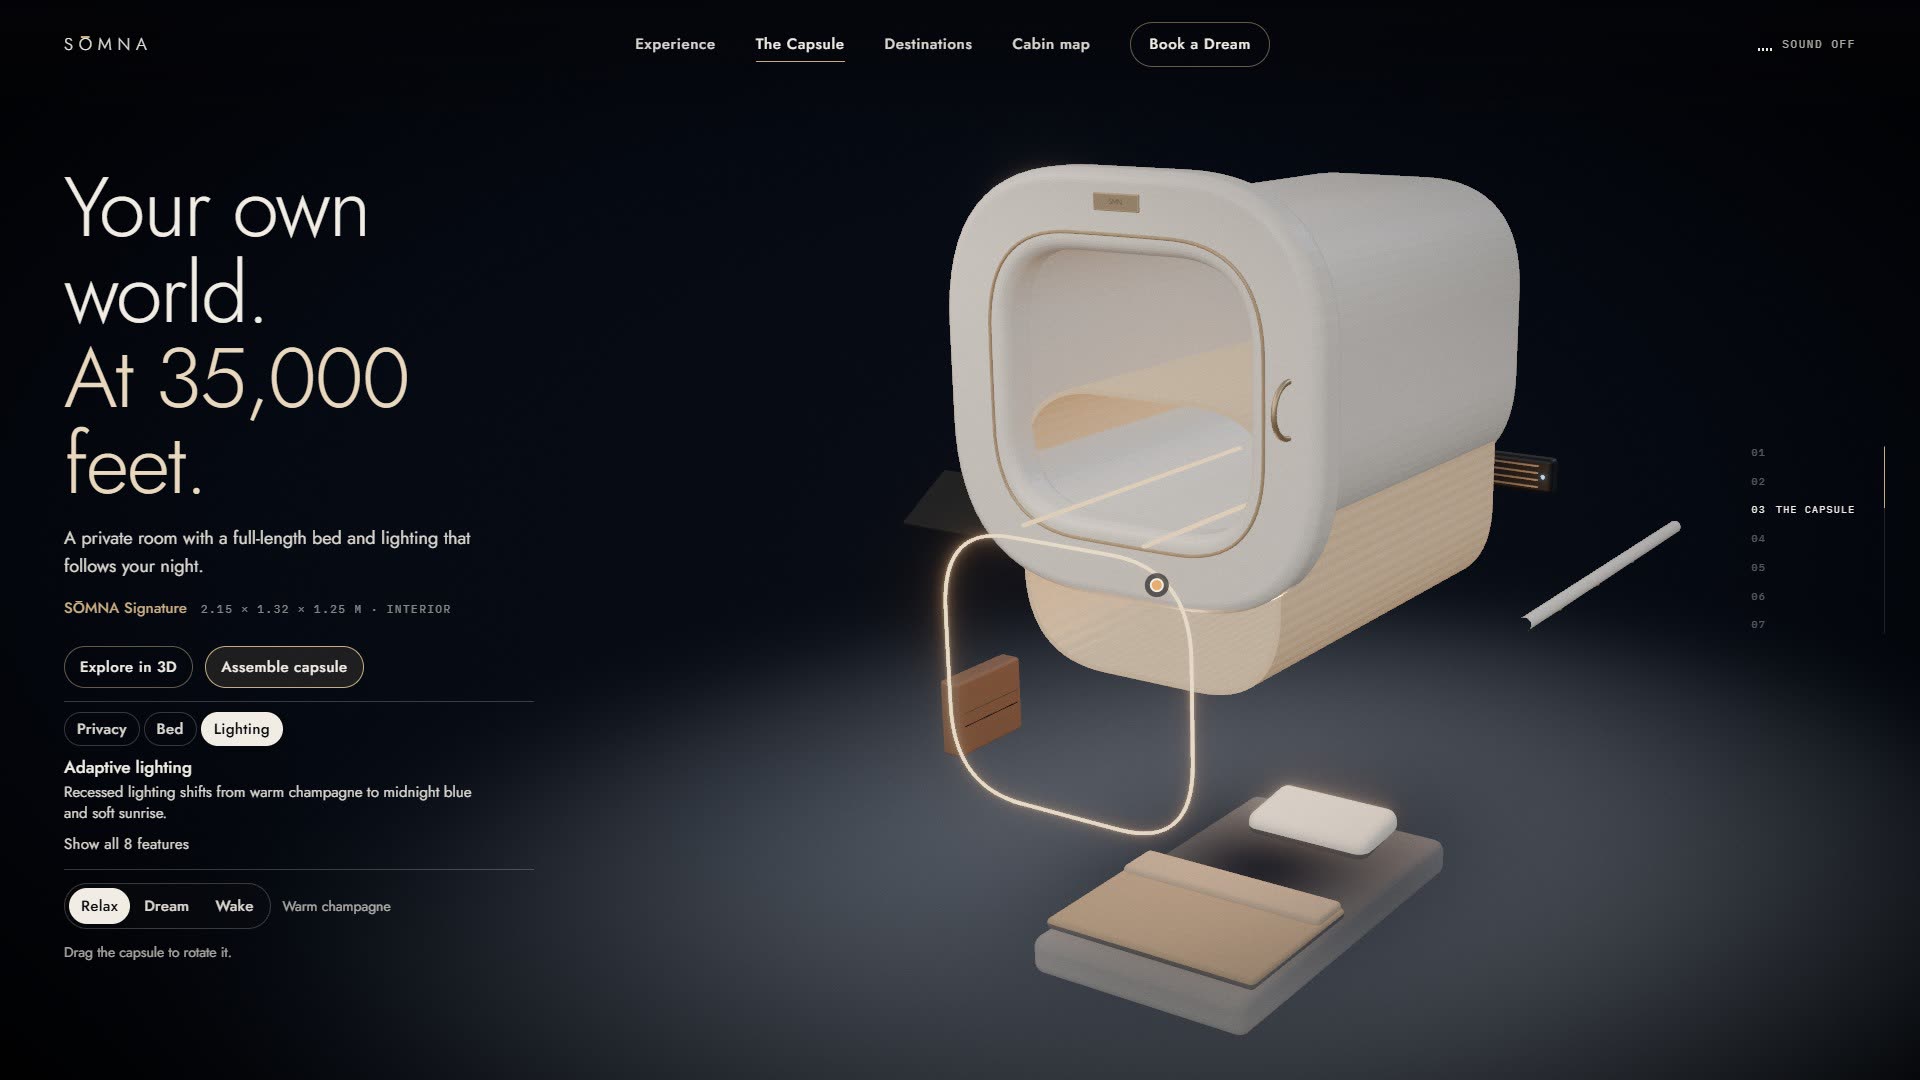 SŌMNA
Experience
The Capsule
Destinations
Cabin map
Book a Dream
SOUND OFF
Your own
world.
At 35,000
feet.
A private room with a full-length bed and lighting that
follows your night.
SŌMNA Signature 2.15 × 1.32 × 1.25 M · INTERIOR
Explore in 3D
Assemble capsule
Privacy
Bed
Lighting
Adaptive lighting
Recessed lighting shifts from warm champagne to midnight blue
and soft sunrise.
Show all 8 features
Relax
Dream
Wake
Warm champagne
Drag the capsule to rotate it.
01
02
03 THE CAPSULE
04
05
06
07